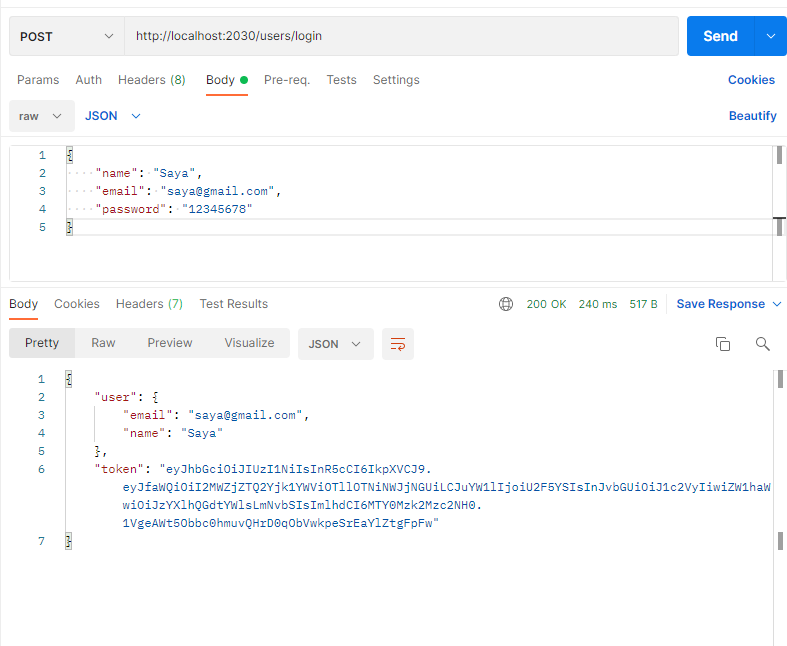 POST http://localhost:2030/users/login Send
Params Auth Headers (8) Body Pre-req. Tests Settings Cookies
raw JSON Beautify
1 {
2 ····"name":·"Saya",
3 ····"email":·"saya@gmail.com",
4 ····"password":·"12345678"
5 }
Body Cookies Headers (7) Test Results 200 OK 240 ms 517 B Save Response
Pretty Raw Preview Visualize JSON
1 {
2 "user": {
3 "email": "saya@gmail.com",
4 "name": "Saya"
5 },
6 "token": "eyJhbGciOiJIUzI1NiIsInR5cCI6IkpXVCJ9.
eyJfaWQiOiI2MWZjZTQ2Yjk1YWViOTllOTNiNWJjNGUiLCJuYW1lIjoiU2F5YSIsInJvbGUiOiJ1c2VyIiwiZW1haW
wiOiJzYXlhQGdtYWlsLmNvbSIsImlhdCI6MTY0Mzk2Mzc2NH0.
1VgeAWt5Obbc0hmuvQHrD0qObVwkpeSrEaYlZtgFpFw"
7 }